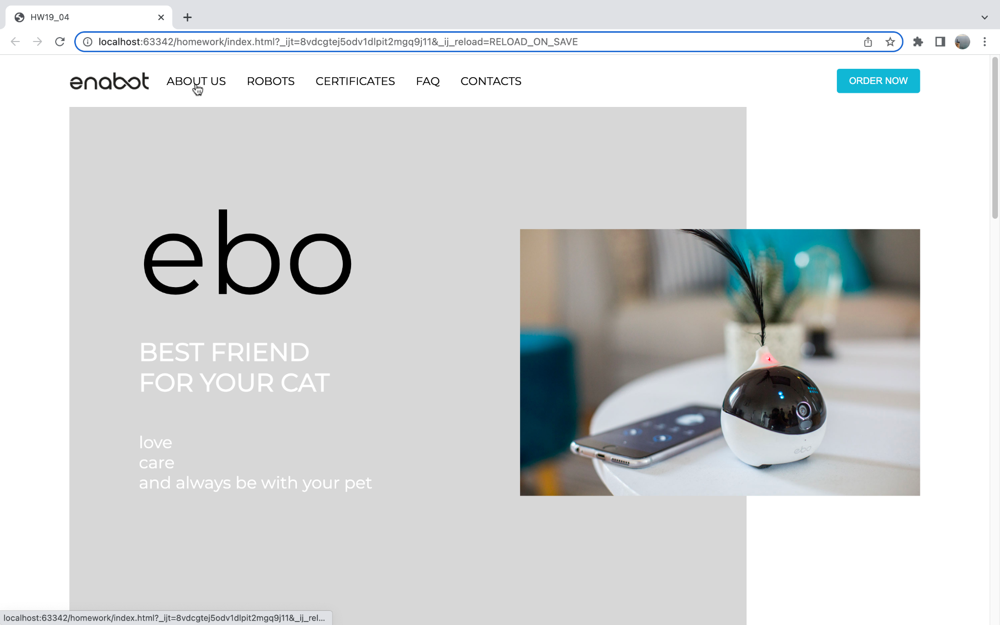 HW19_04
localhost:63342/homework/index.html?_ijt=8vdcgtej5odv1dlpit2mgq9j11&_ij_reload=RELOAD_ON_SAVE
enabot ABOUT US ROBOTS CERTIFICATES FAQ CONTACTS ORDER NOW
ebo
BEST FRIEND
FOR YOUR CAT
love
care
and always be with your pet
ebo
localhost:63342/homework/index.html?_ijt=8vdcgtej5odv1dlpit2mgq9j11&_ij_rel...